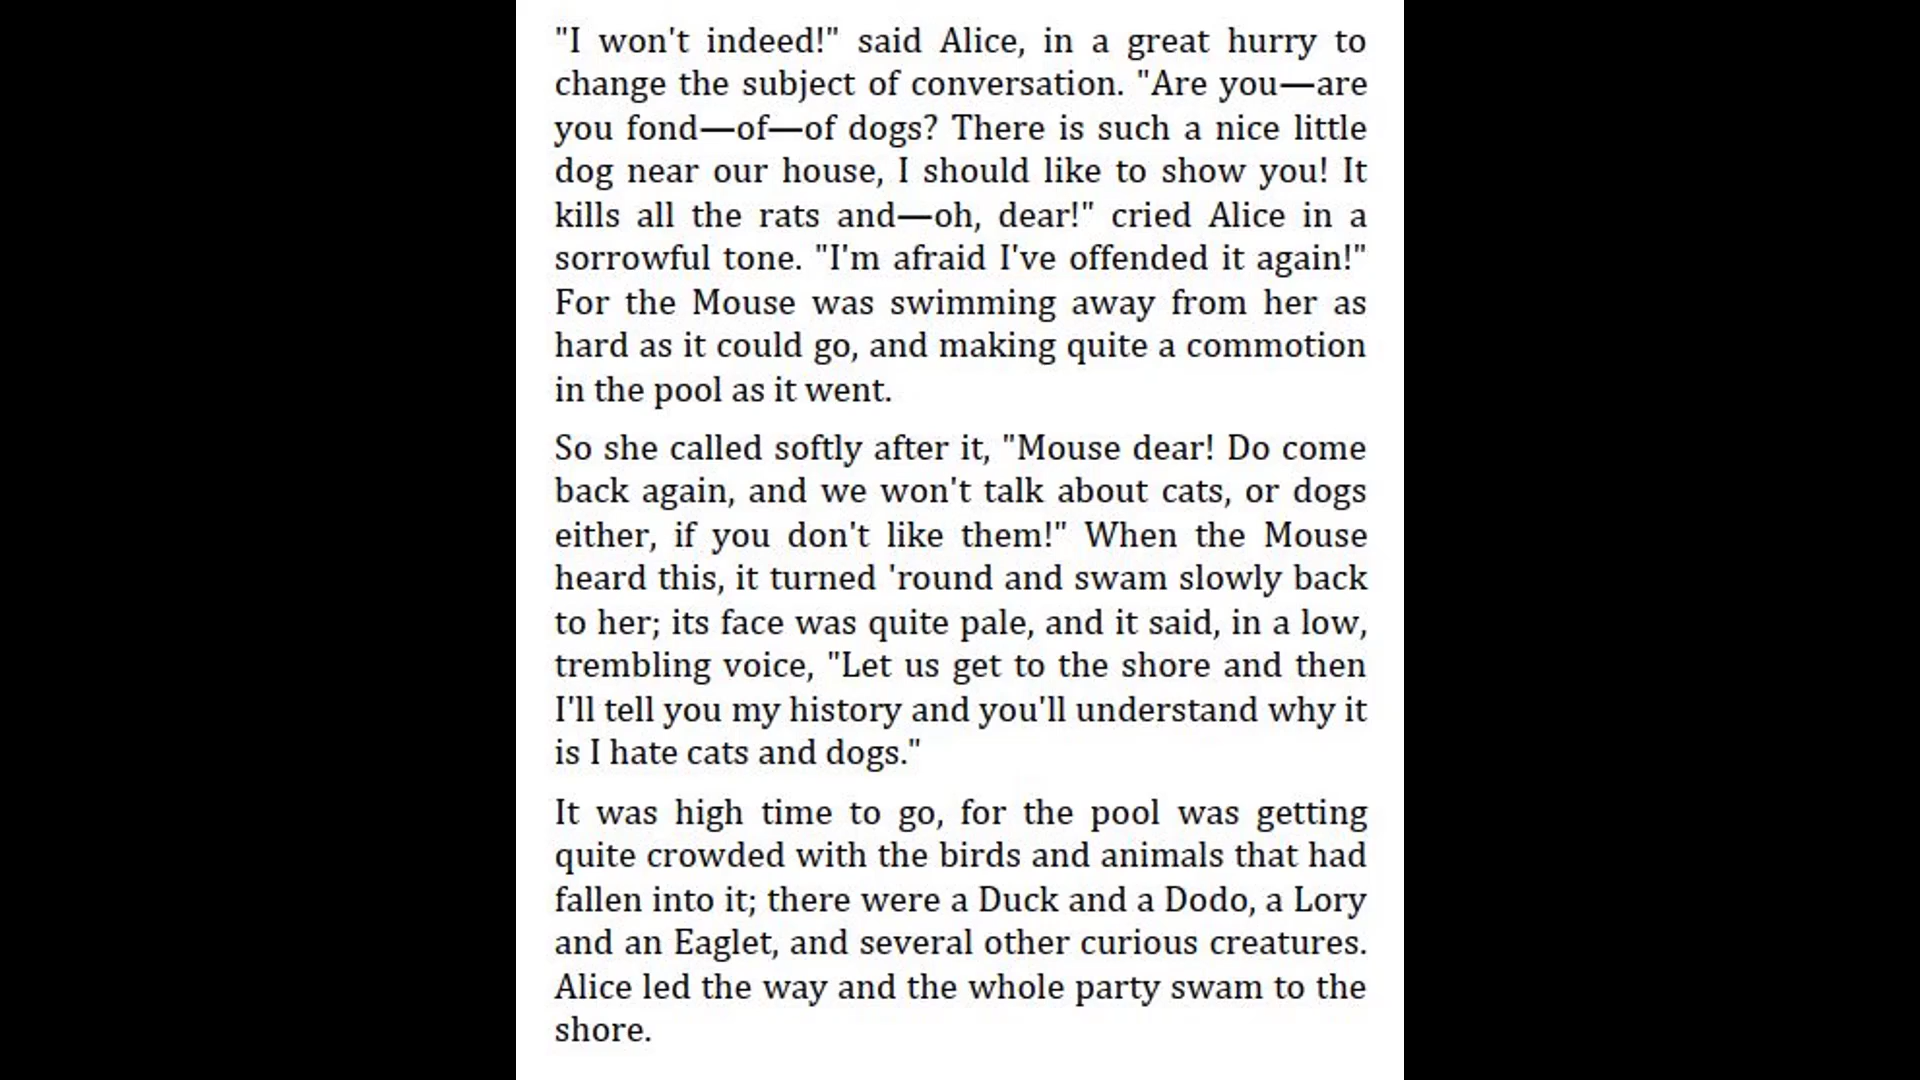 "I won't indeed!" said Alice, in a great hurry to
change the subject of conversation. "Are you—are
you fond—of—of dogs? There is such a nice little
dog near our house, I should like to show you! It
kills all the rats and—oh, dear!" cried Alice in a
sorrowful tone. "I'm afraid I've offended it again!"
For the Mouse was swimming away from her as
hard as it could go, and making quite a commotion
in the pool as it went.
So she called softly after it, "Mouse dear! Do come
back again, and we won't talk about cats, or dogs
either, if you don't like them!" When the Mouse
heard this, it turned 'round and swam slowly back
to her; its face was quite pale, and it said, in a low,
trembling voice, "Let us get to the shore and then
I'll tell you my history and you'll understand why it
is I hate cats and dogs."
It was high time to go, for the pool was getting
quite crowded with the birds and animals that had
fallen into it; there were a Duck and a Dodo, a Lory
and an Eaglet, and several other curious creatures.
Alice led the way and the whole party swam to the
shore.